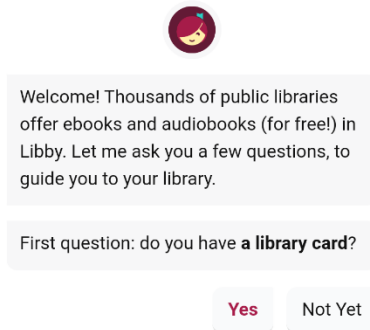 Welcome! Thousands of public libraries
offer ebooks and audiobooks (for free!) in
Libby. Let me ask you a few questions, to
guide you to your library.
First question: do you have a library card?
Yes
Not Yet